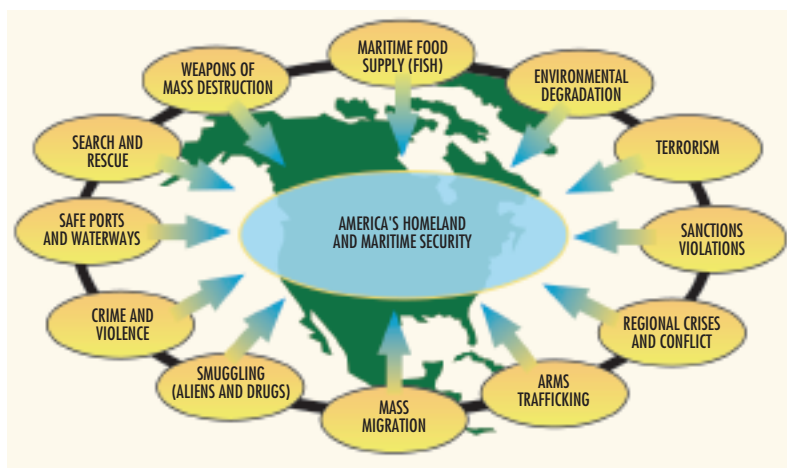 MARITIME FOOD
SUPPLY (FISH)
WEAPONS OF
MASS DESTRUCTION
ENVIRONMENTAL
DEGRADATION
SEARCH AND
RESCUE
TERRORISM
SAFE PORTS
AND WATERWAYS
AMERICA'S HOMELAND
AND MARITIME SECURITY
SANCTIONS
VIOLATIONS
CRIME AND
VIOLENCE
REGIONAL CRISES
AND CONFLICT
SMUGGLING
(ALIENS AND DRUGS)
ARMS
TRAFFICKING
MASS
MIGRATION